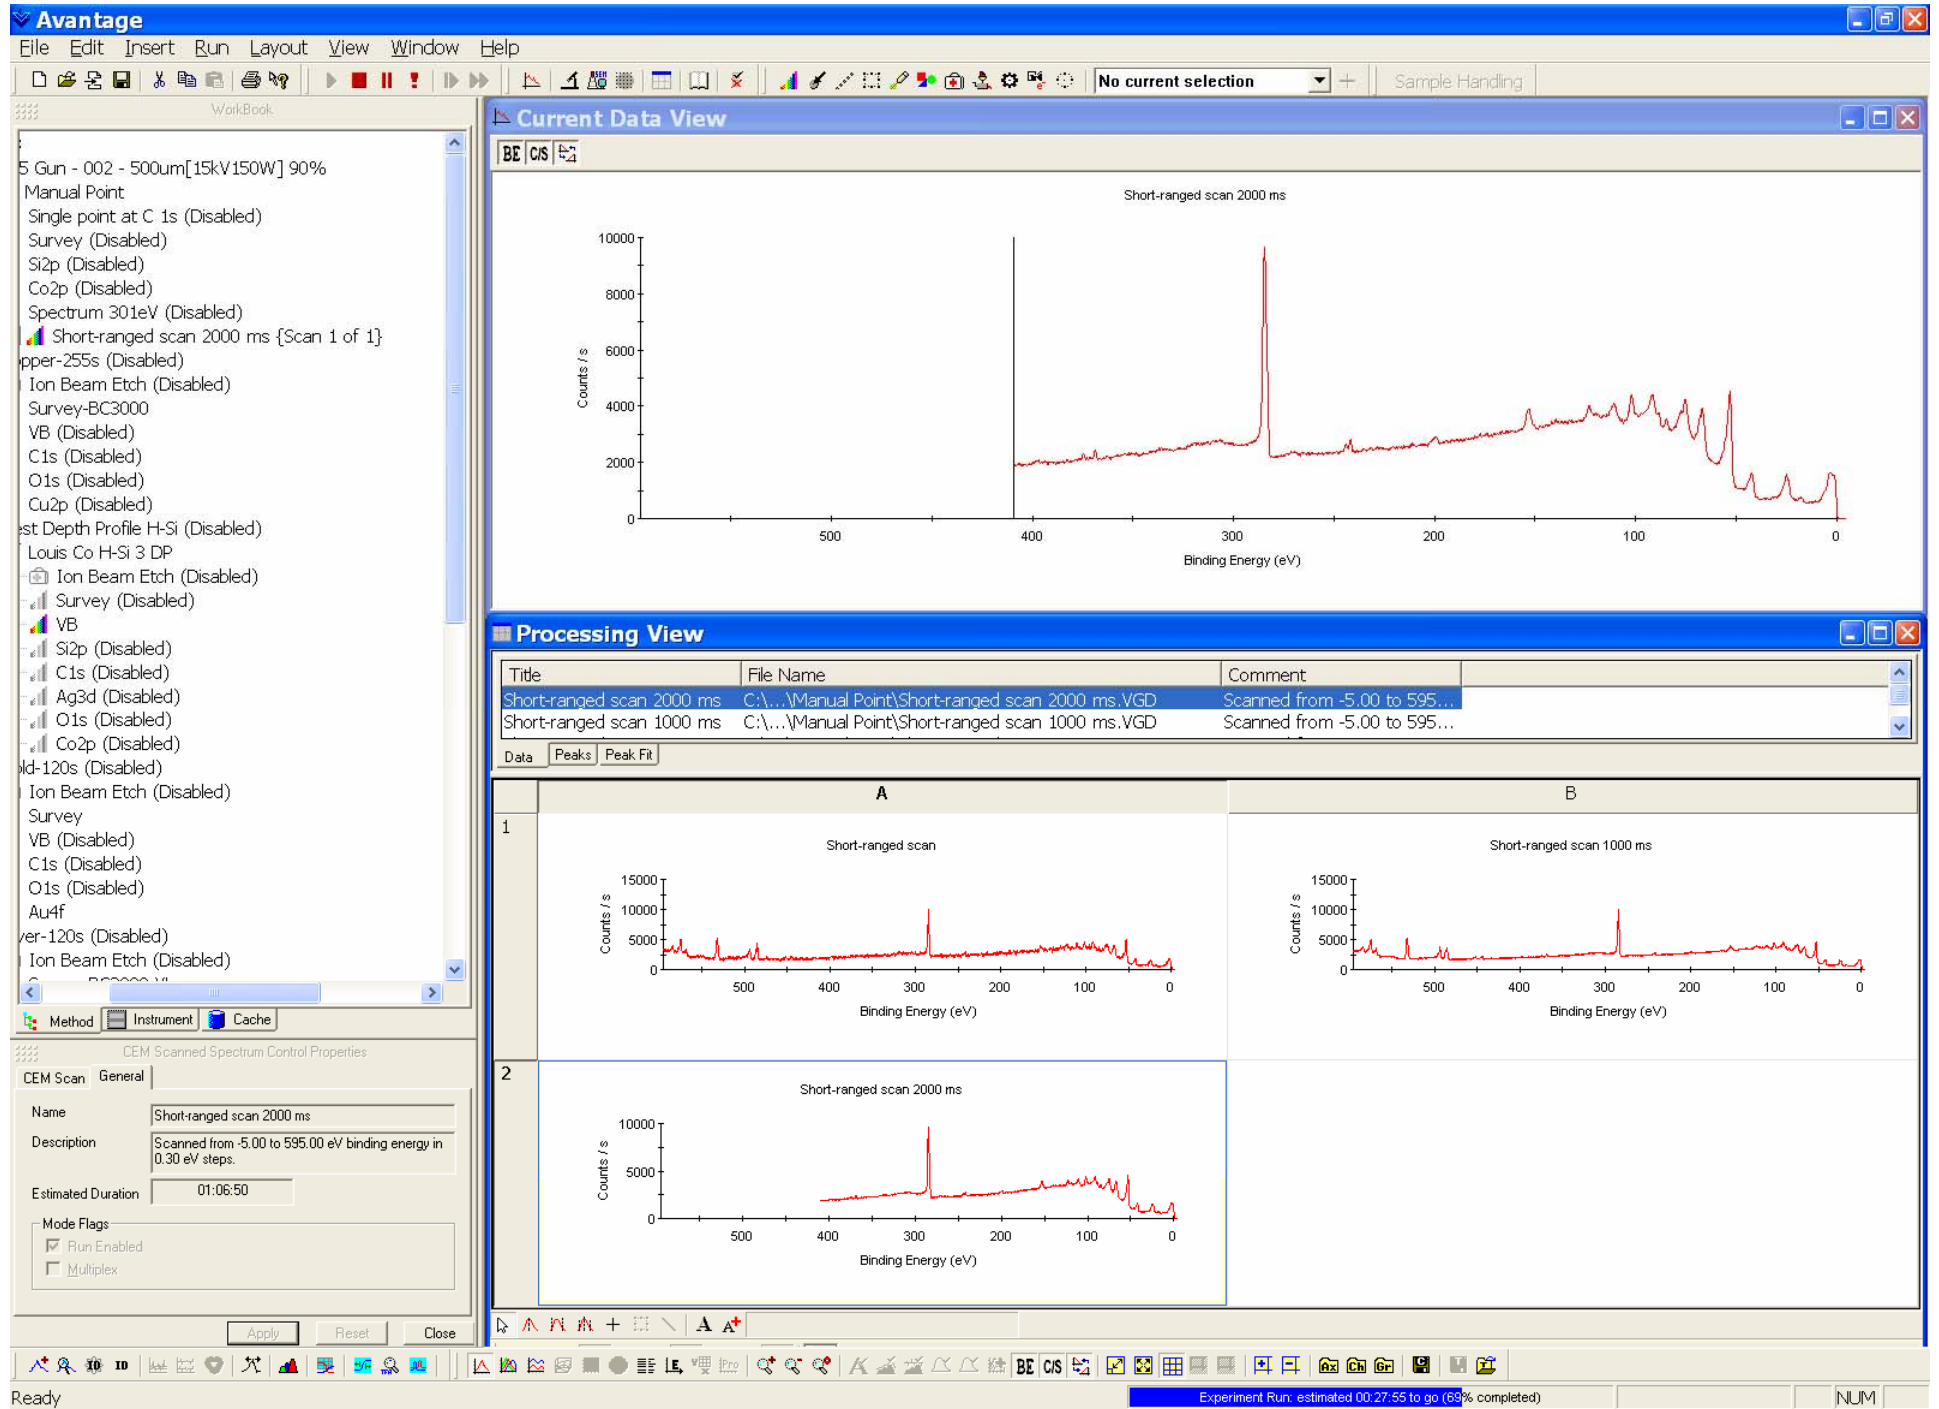 Avantage
File Edit Insert Run Layout View Window Help
No current selection
Sample Handling
WorkBook
5 Gun - 002 - 500um[15kV150W] 90%
Manual Point
Single point at C 1s (Disabled)
Survey (Disabled)
Si2p (Disabled)
Co2p (Disabled)
Spectrum 301eV (Disabled)
Short-ranged scan 2000 ms {Scan 1 of 1}
pper-255s (Disabled)
Ion Beam Etch (Disabled)
Survey-BC3000
VB (Disabled)
C1s (Disabled)
O1s (Disabled)
Cu2p (Disabled)
est Depth Profile H-Si (Disabled)
Louis Co H-Si 3 DP
Ion Beam Etch (Disabled)
Survey (Disabled)
VB
Si2p (Disabled)
C1s (Disabled)
Ag3d (Disabled)
O1s (Disabled)
Co2p (Disabled)
ld-120s (Disabled)
Ion Beam Etch (Disabled)
Survey
VB (Disabled)
C1s (Disabled)
O1s (Disabled)
Au4f
ver-120s (Disabled)
Ion Beam Etch (Disabled)
Method Instrument Cache
CEM Scanned Spectrum Control Properties
CEM Scan General
Name Short-ranged scan 2000 ms
Description Scanned from -5.00 to 595.00 eV binding energy in
0.30 eV steps.
Estimated Duration 01:06:50
Mode Flags
Run Enabled
Multiplex
Apply Reset Close
Current Data View
BE C/S
Short-ranged scan 2000 ms
10000
8000
6000
4000
2000
0
Counts / s
500 400 300 200 100 0
Binding Energy (eV)
Processing View
Title File Name Comment
Short-ranged scan 2000 ms C:\...\Manual Point\Short-ranged scan 2000 ms.VGD Scanned from -5.00 to 595...
Short-ranged scan 1000 ms C:\...\Manual Point\Short-ranged scan 1000 ms.VGD Scanned from -5.00 to 595...
Data Peaks Peak Fit
A B
1
Short-ranged scan
15000
10000
5000
0
Counts / s
500 400 300 200 100 0
Binding Energy (eV)
Short-ranged scan 1000 ms
15000
10000
5000
0
Counts / s
500 400 300 200 100 0
Binding Energy (eV)
2
Short-ranged scan 2000 ms
10000
5000
0
Counts / s
500 400 300 200 100 0
Binding Energy (eV)
A A
ID ID Pro BE C/S Ax Ch Gr
Ready
Experiment Run: estimated 00:27:55 to go (69% completed)
NUM